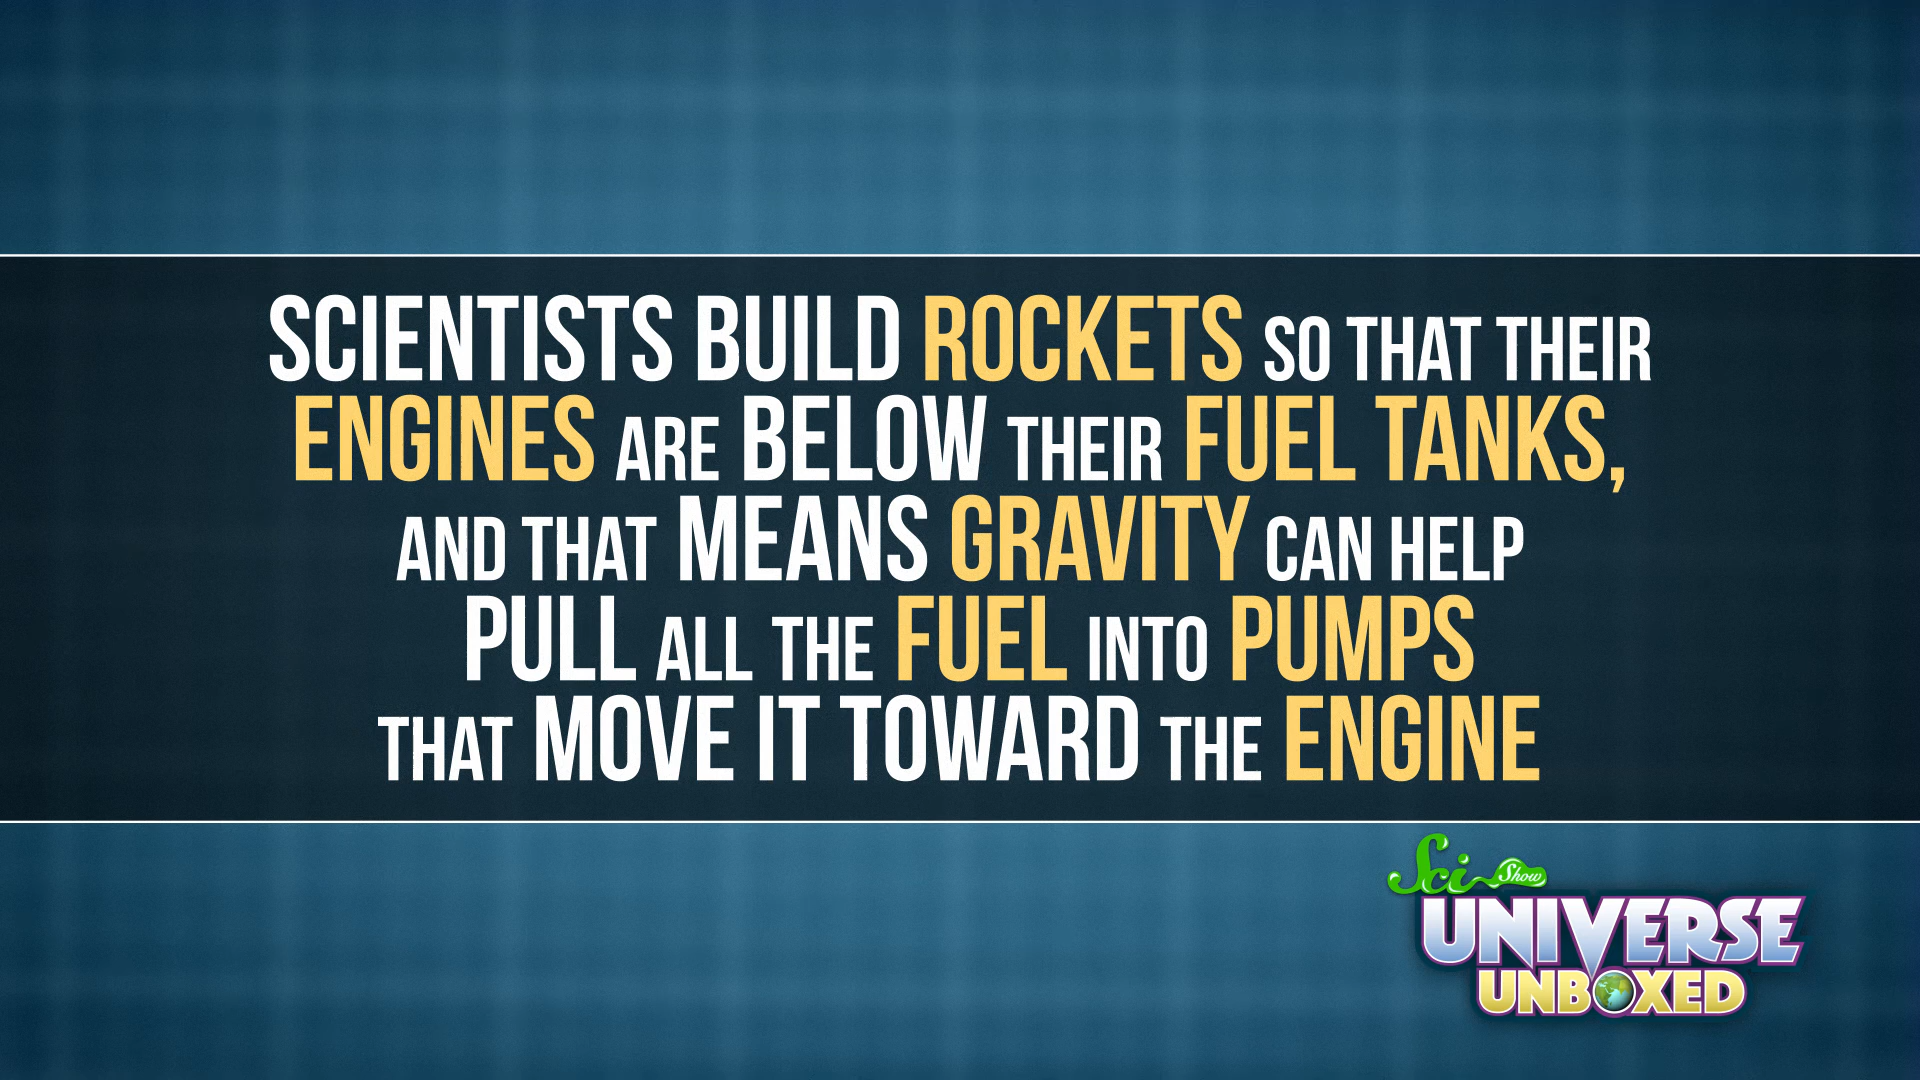 SCIENTISTS BUILD ROCKETS SO THAT THEIR
ENGINES ARE BELOW THEIR FUEL TANKS,
AND THAT MEANS GRAVITY CAN HELP
PULL ALL THE FUEL INTO PUMPS
THAT MOVE IT TOWARD THE ENGINE
Sci Show
UNIVERSE
UNBOXED